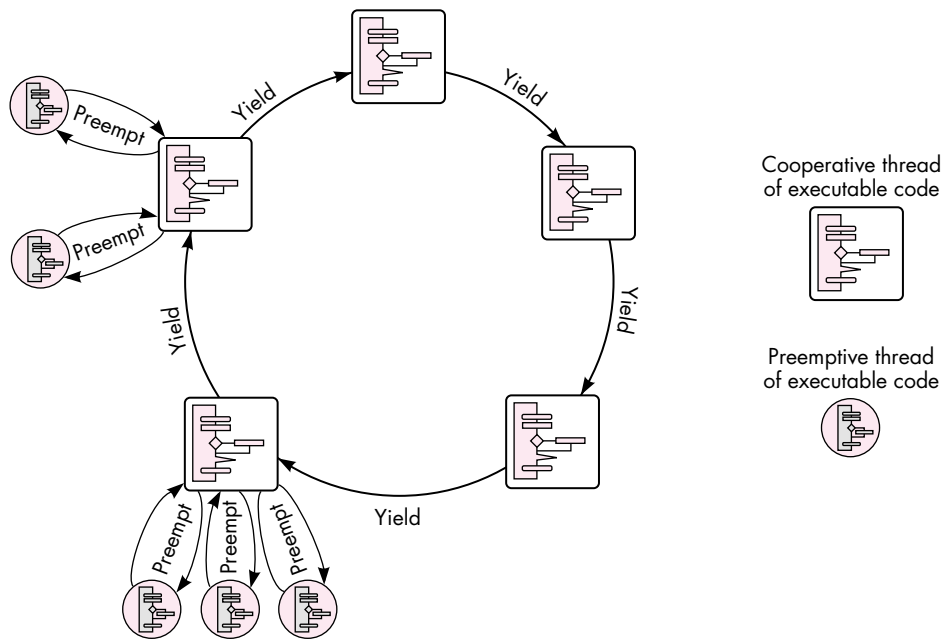 Yield
Yield
Preempt
Preempt
Yield
Yield
Yield
Preempt
Preempt
Preempt
Cooperative thread
of executable code
Preemptive thread
of executable code